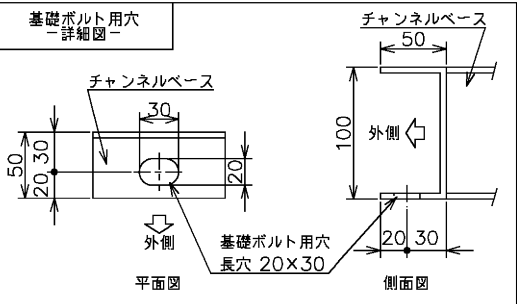 基礎ボルト用穴
－詳細図－
チャンネルベース
30
50
20 30
20
外側
平面図
基礎ボルト用穴
長穴 20×30
チャンネルベース
50
100
外側
20 30
側面図